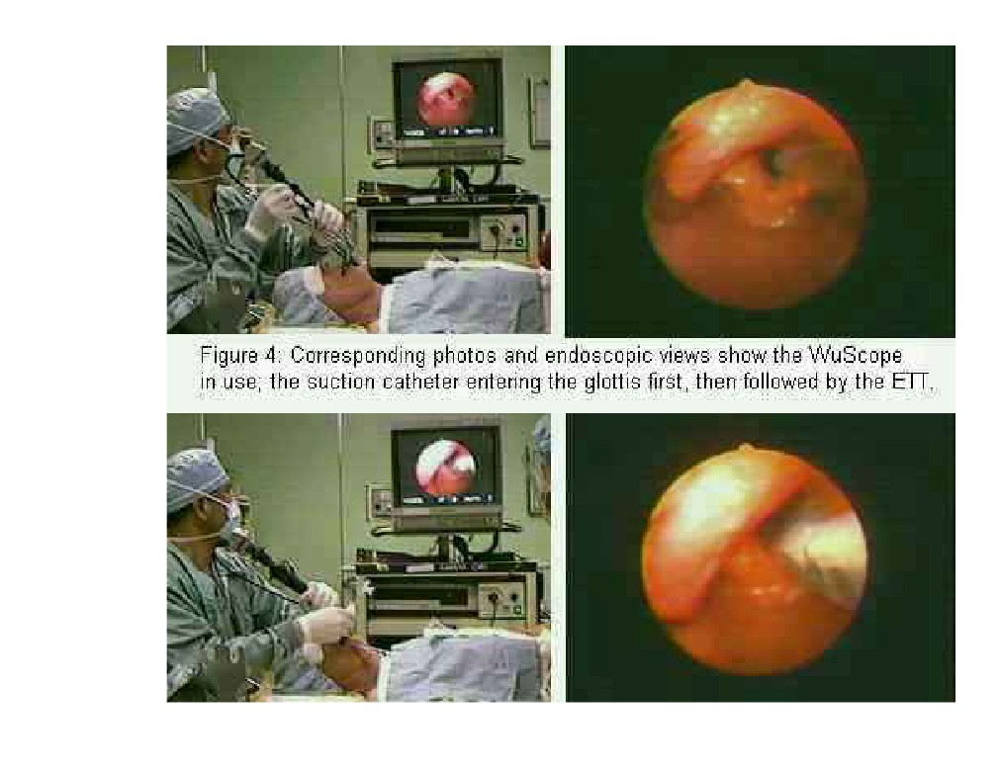 Figure 4: Corresponding photos and endoscopic views show the WuScope
in use; the suction catheter entering the glottis first, then followed by the ETT.